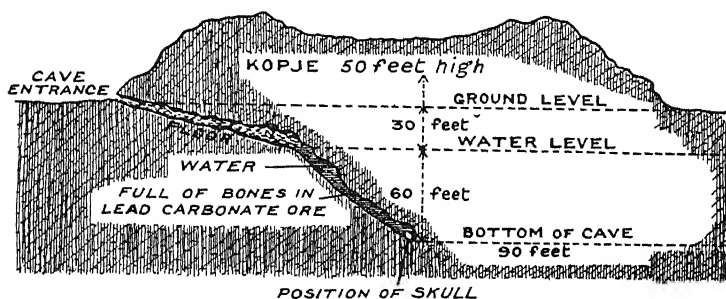 KOPJE 50 feet high
CAVE
ENTRANCE
GROUND LEVEL
30 feet
FLOOR
WATER LEVEL
WATER
FULL OF BONES IN
LEAD CARBONATE ORE
60 feet
BOTTOM OF CAVE
90 feet
POSITION OF SKULL